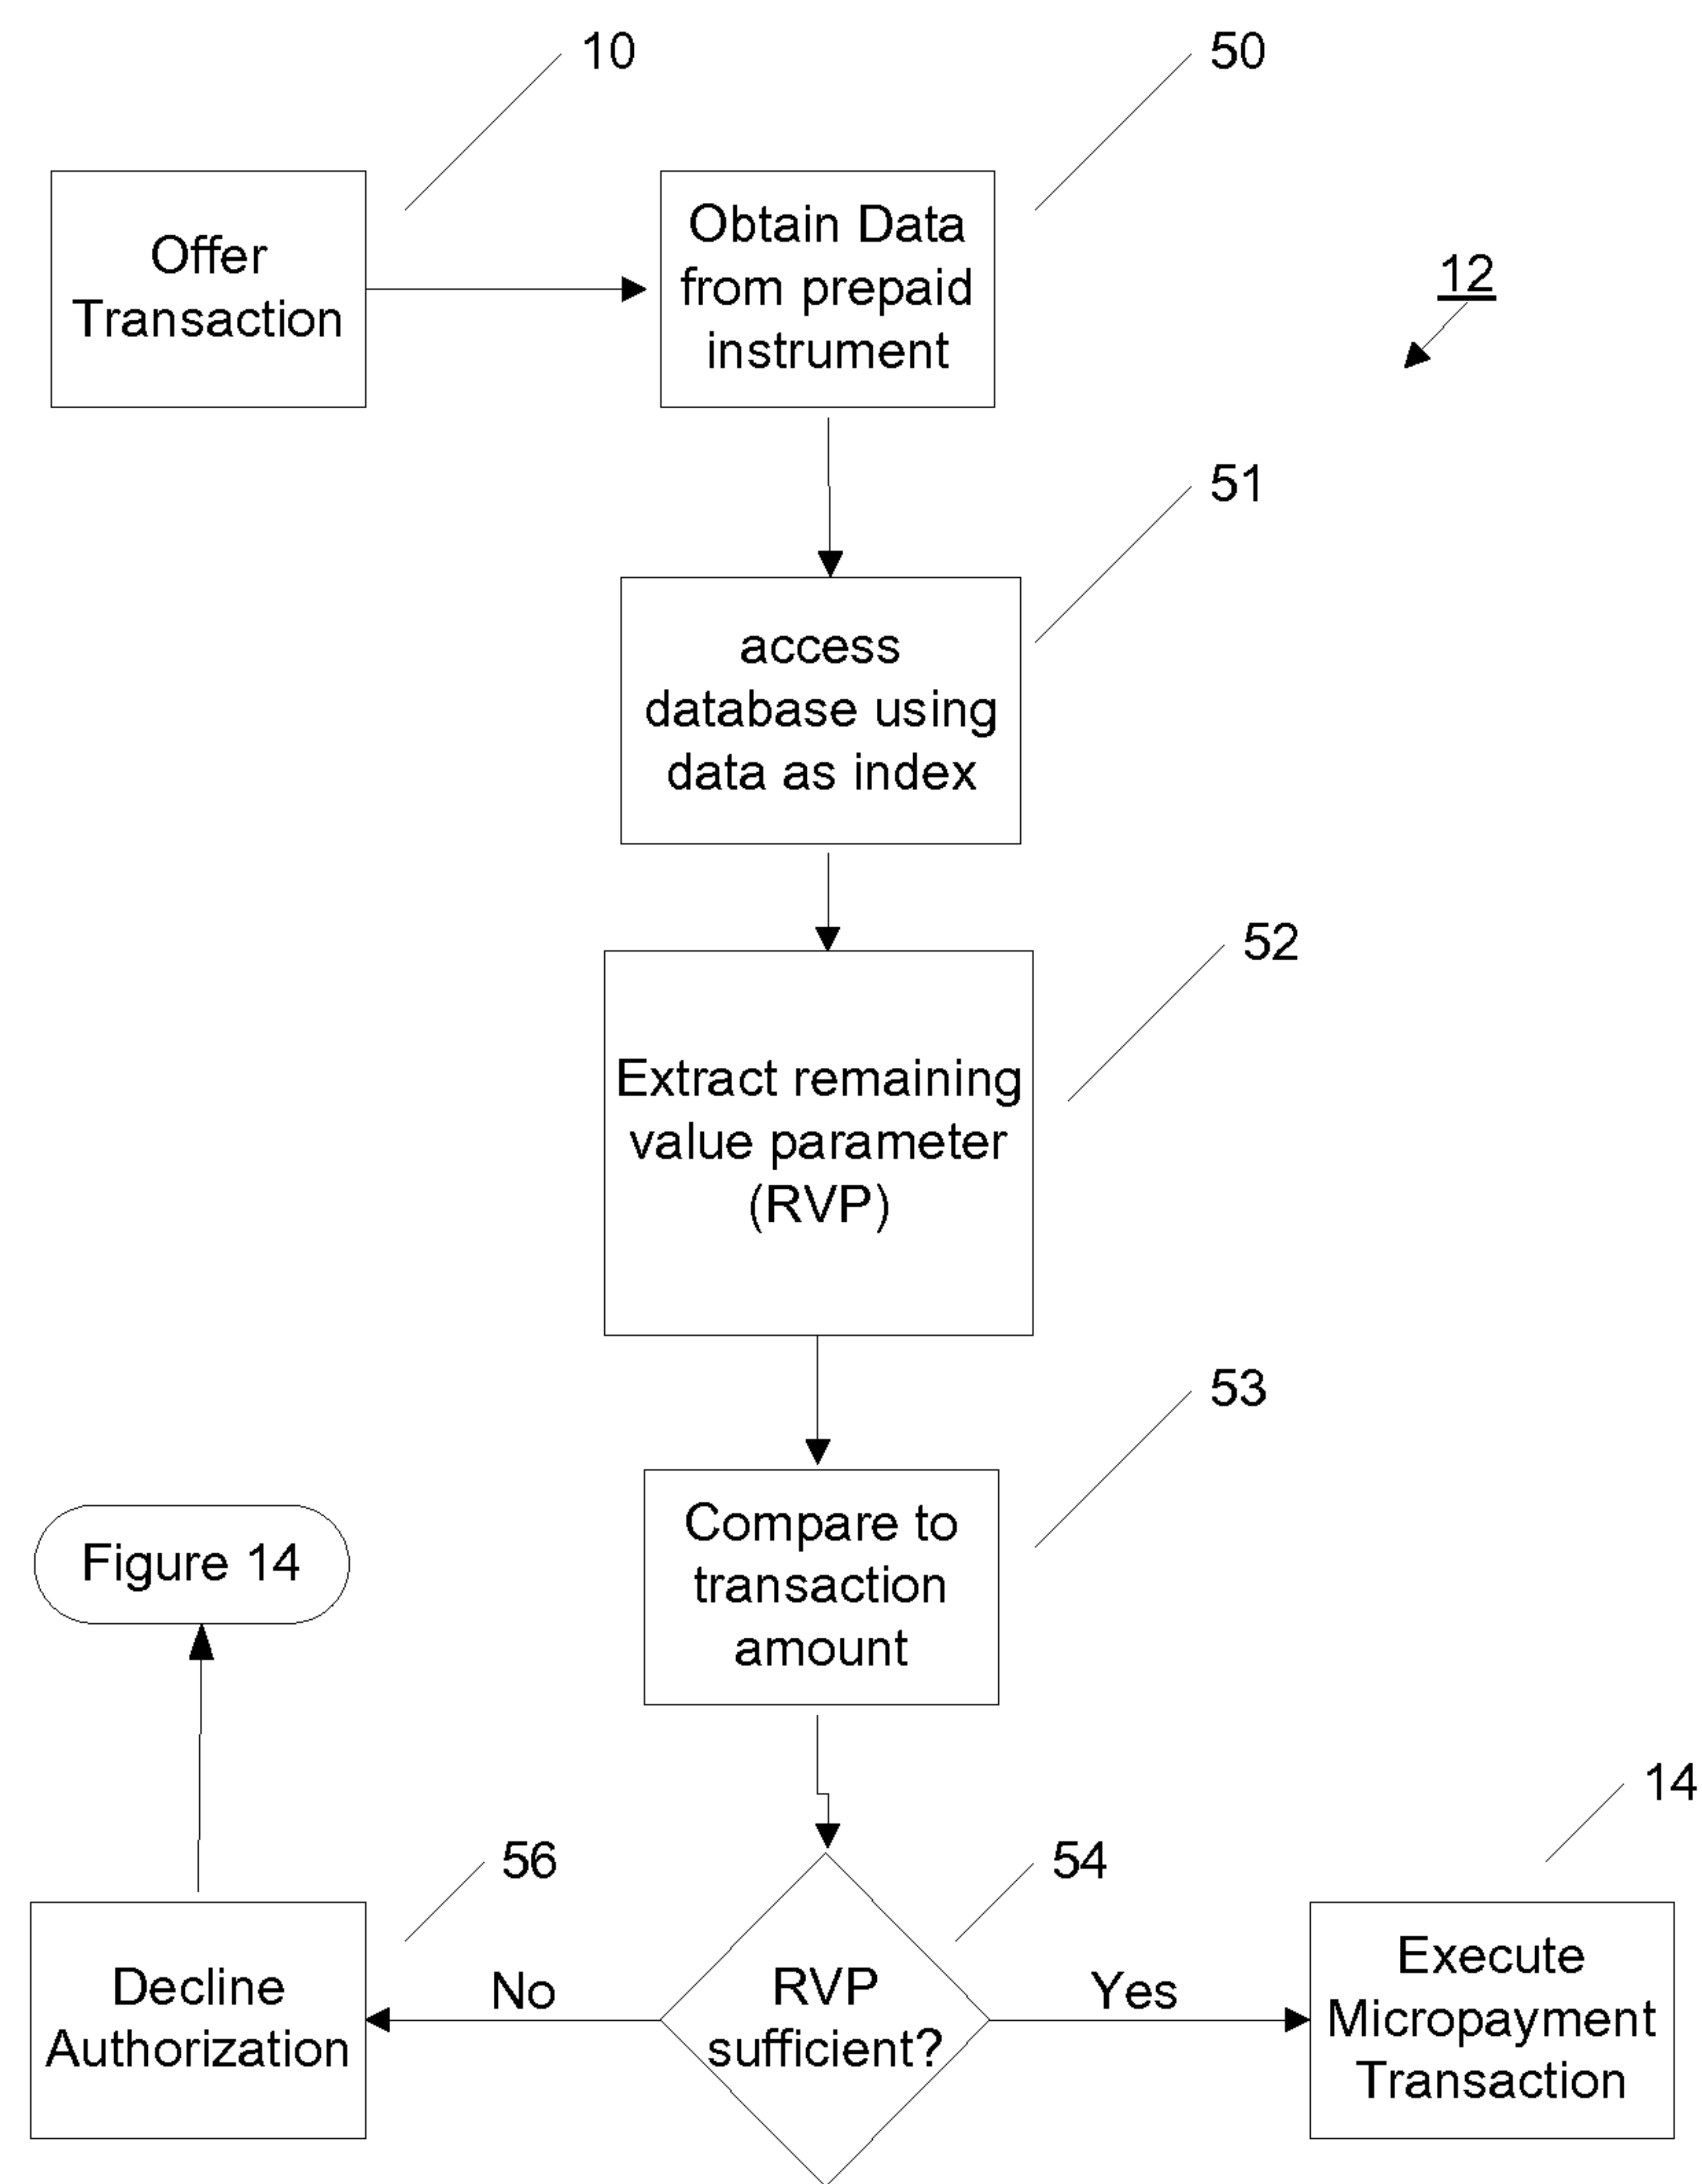 10
50
Offer
Transaction
Obtain Data
from prepaid
instrument
12
51
access
database using
data as index
52
Extract remaining
value parameter
(RVP)
53
Compare to
transaction
amount
Figure 14
14
56
54
Decline
Authorization
No
RVP
sufficient?
Yes
Execute
Micropayment
Transaction